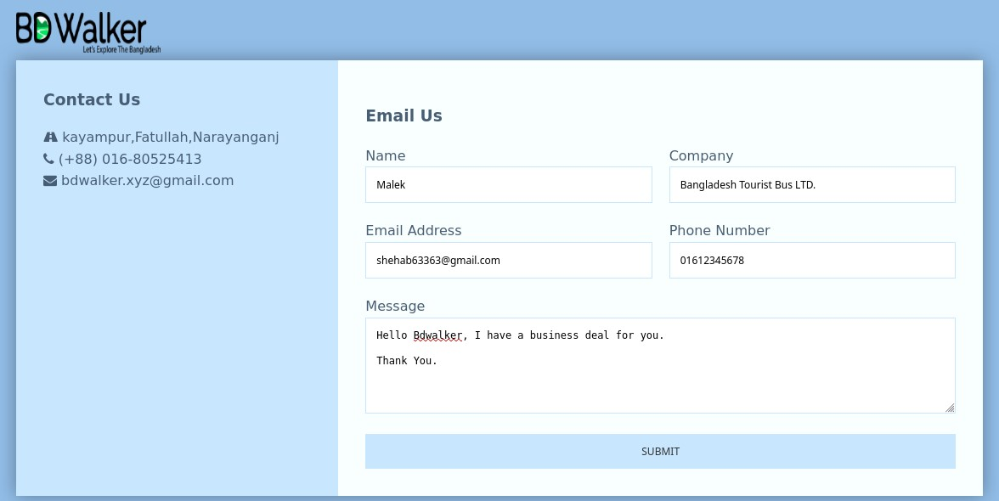 BD Walker
Let's Explore The Bangladesh
Contact Us
kayampur,Fatullah,Narayanganj
(+88) 016-80525413
bdwalker.xyz@gmail.com
Email Us
Name
Company
Malek
Bangladesh Tourist Bus LTD.
Email Address
Phone Number
shehab63363@gmail.com
01612345678
Message
Hello Bdwalker, I have a business deal for you.
Thank You.
SUBMIT